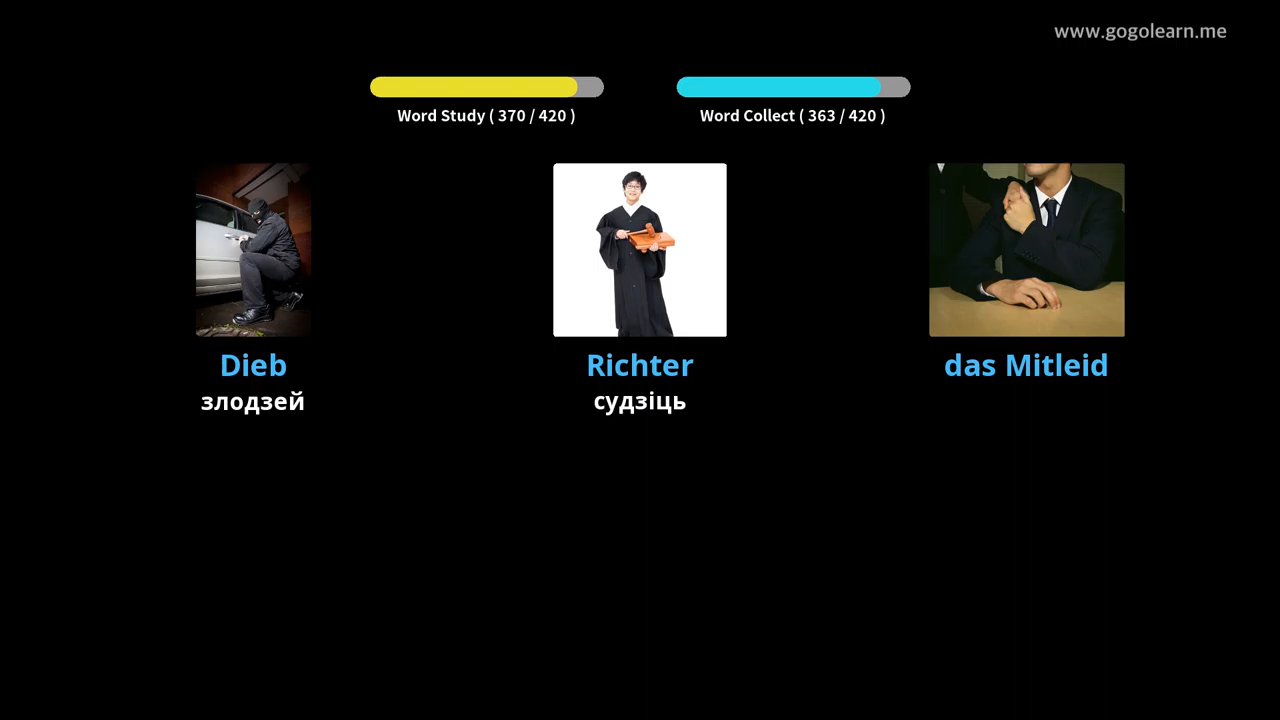 www.gogolearn.me
Word Study ( 370 / 420 )
Word Collect ( 363 / 420 )
Dieb
злодзей
Richter
судзіць
das Mitleid